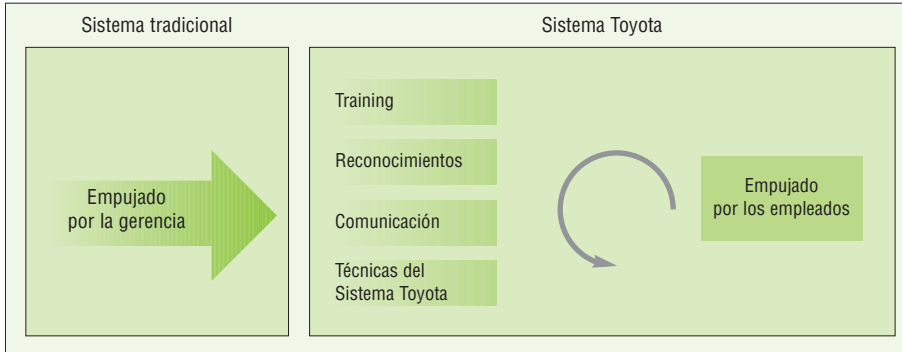 Sistema tradicional
Sistema Toyota
Empujado
por la gerencia
Training
Reconocimientos
Comunicación
Técnicas del
Sistema Toyota
Empujado
por los empleados